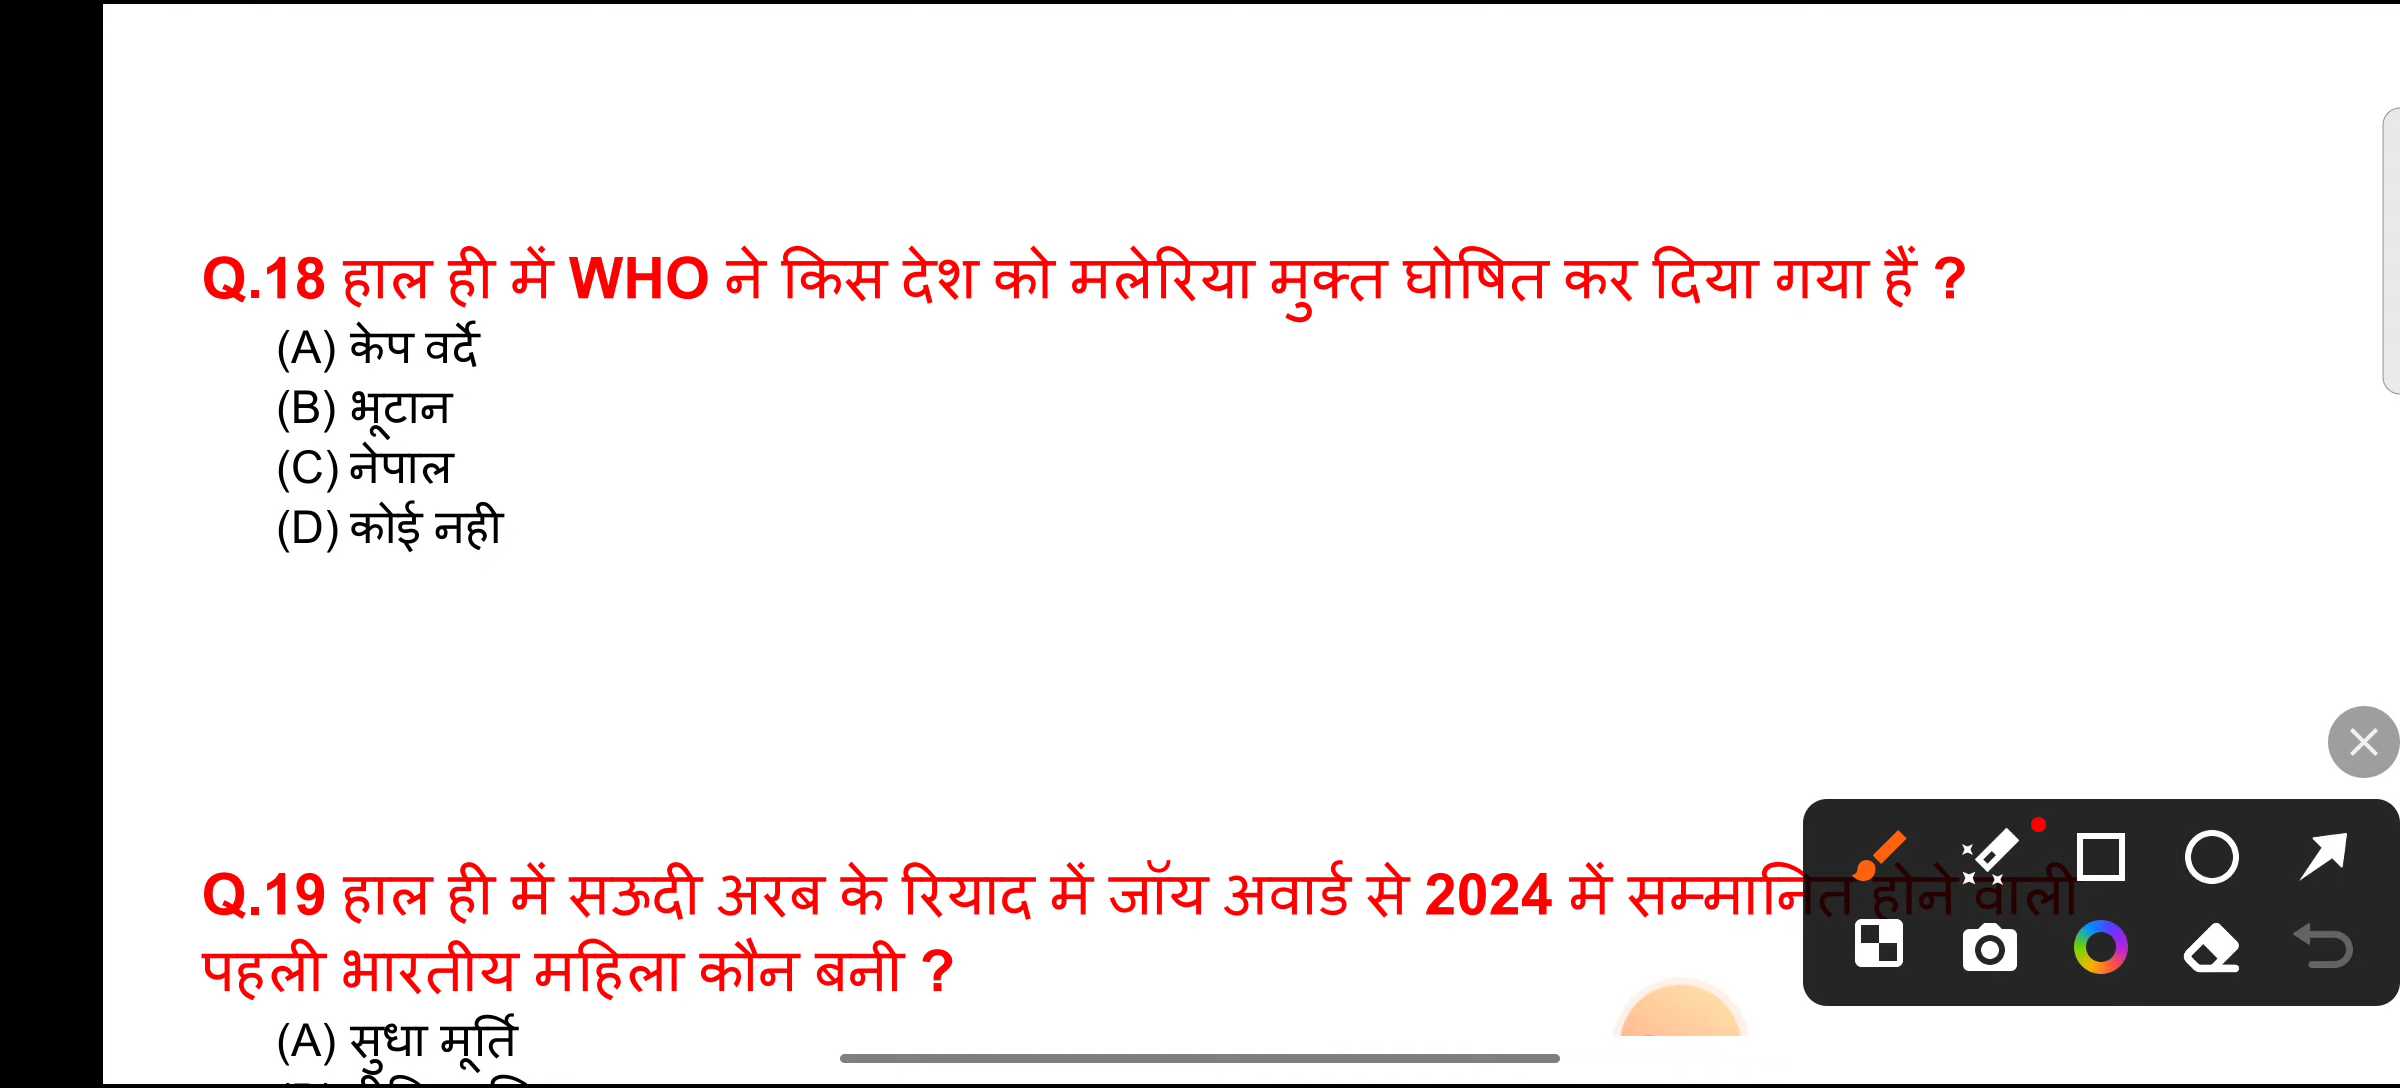 Q.18 हाल ही में WHO ने किस देश को मलेरिया मुक्त घोषित कर दिया गया हैं ?
(A) केप वर्दे
(B) भूटान
(C) नेपाल
(D) कोई नही
Q.19 हाल ही में सऊदी अरब के रियाद में जॉय अवार्ड से 2024 में सम्मानित होने वाली
पहली भारतीय महिला कौन बनी ?
(A) सुधा मूर्ति